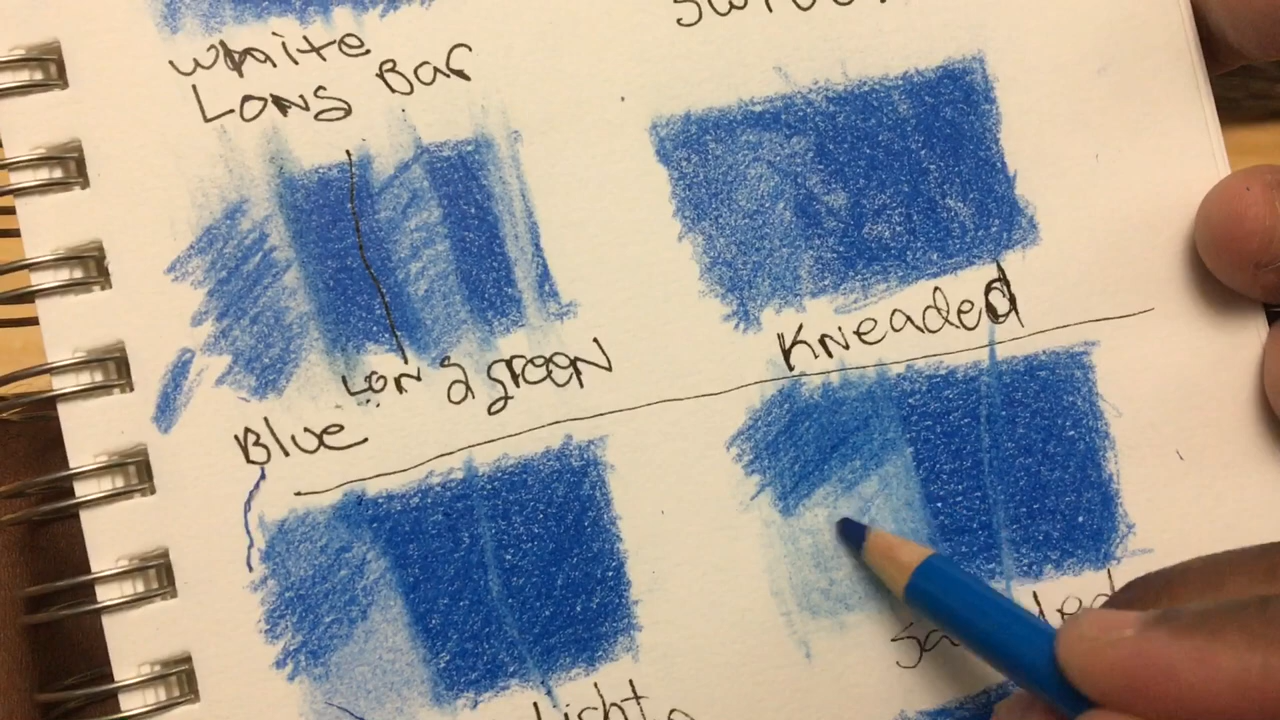 White
Long Bar
Kneaded
Long green
Blue
Light